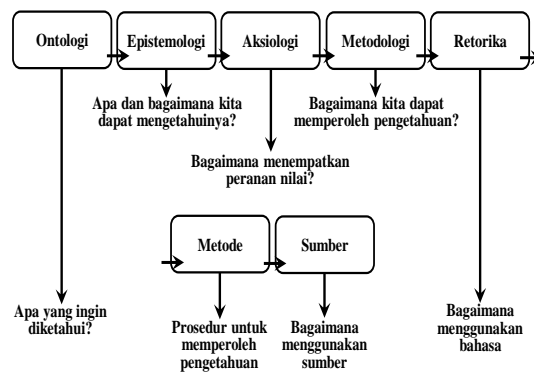 Ontologi
Epistemologi
Aksiologi
Metodologi
Retorika
Apa dan bagaimana kita
dapat mengetahuinya?
Bagaimana kita dapat
memperoleh pengetahuan?
Bagaimana menempatkan
peranan nilai?
Metode
Sumber
Apa yang ingin
diketahui?
Prosedur untuk
memperoleh
pengetahuan
Bagaimana
menggunakan
sumber
Bagaimana
menggunakan
bahasa